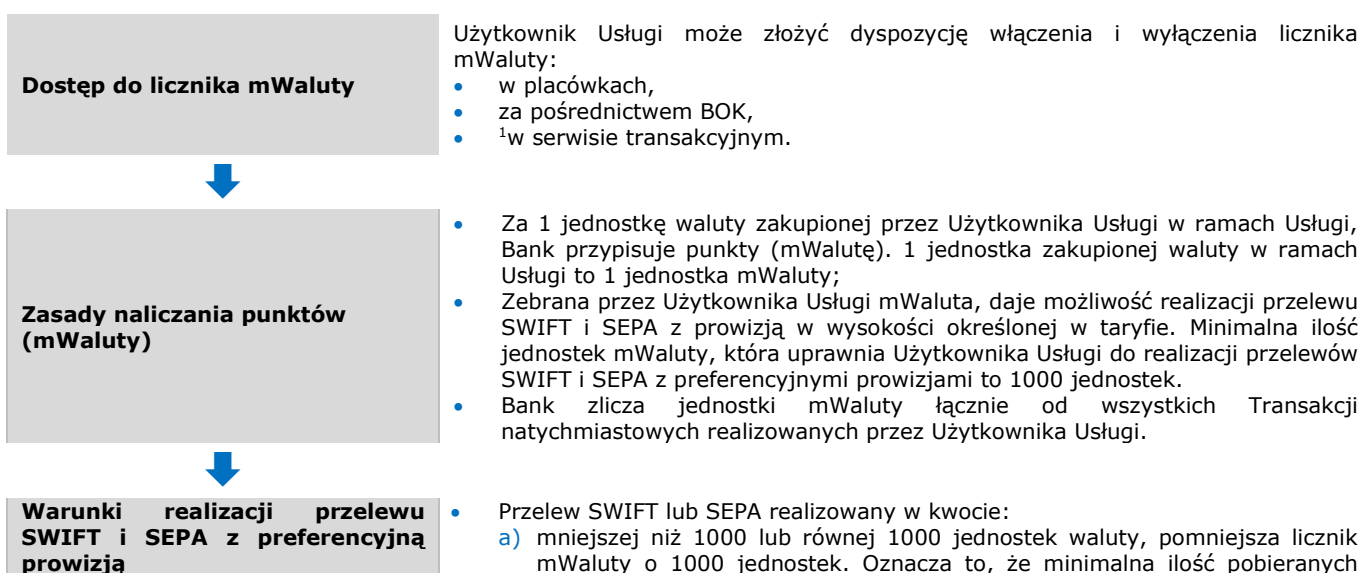 Dostęp do licznika mWaluty
Użytkownik Usługi może złożyć dyspozycję włączenia i wyłączenia licznika
mWaluty:
• w placówkach,
• za pośrednictwem BOK,
• ¹w serwisie transakcyjnym.
Zasady naliczania punktów
(mWaluty)
• Za 1 jednostkę waluty zakupionej przez Użytkownika Usługi w ramach Usługi,
Bank przypisuje punkty (mWalutę). 1 jednostka zakupionej waluty w ramach
Usługi to 1 jednostka mWaluty;
• Zebrana przez Użytkownika Usługi mWaluta, daje możliwość realizacji przelewu
SWIFT i SEPA z prowizją w wysokości określonej w taryfie. Minimalna ilość
jednostek mWaluty, która uprawnia Użytkownika Usługi do realizacji przelewów
SWIFT i SEPA z preferencyjnymi prowizjami to 1000 jednostek.
• Bank zlicza jednostki mWaluty łącznie od wszystkich Transakcji
natychmiastowych realizowanych przez Użytkownika Usługi.
Warunki realizacji przelewu
SWIFT i SEPA z preferencyjną
prowizją
• Przelew SWIFT lub SEPA realizowany w kwocie:
a) mniejszej niż 1000 lub równej 1000 jednostek waluty, pomniejsza licznik
mWaluty o 1000 jednostek. Oznacza to, że minimalna ilość pobieranych